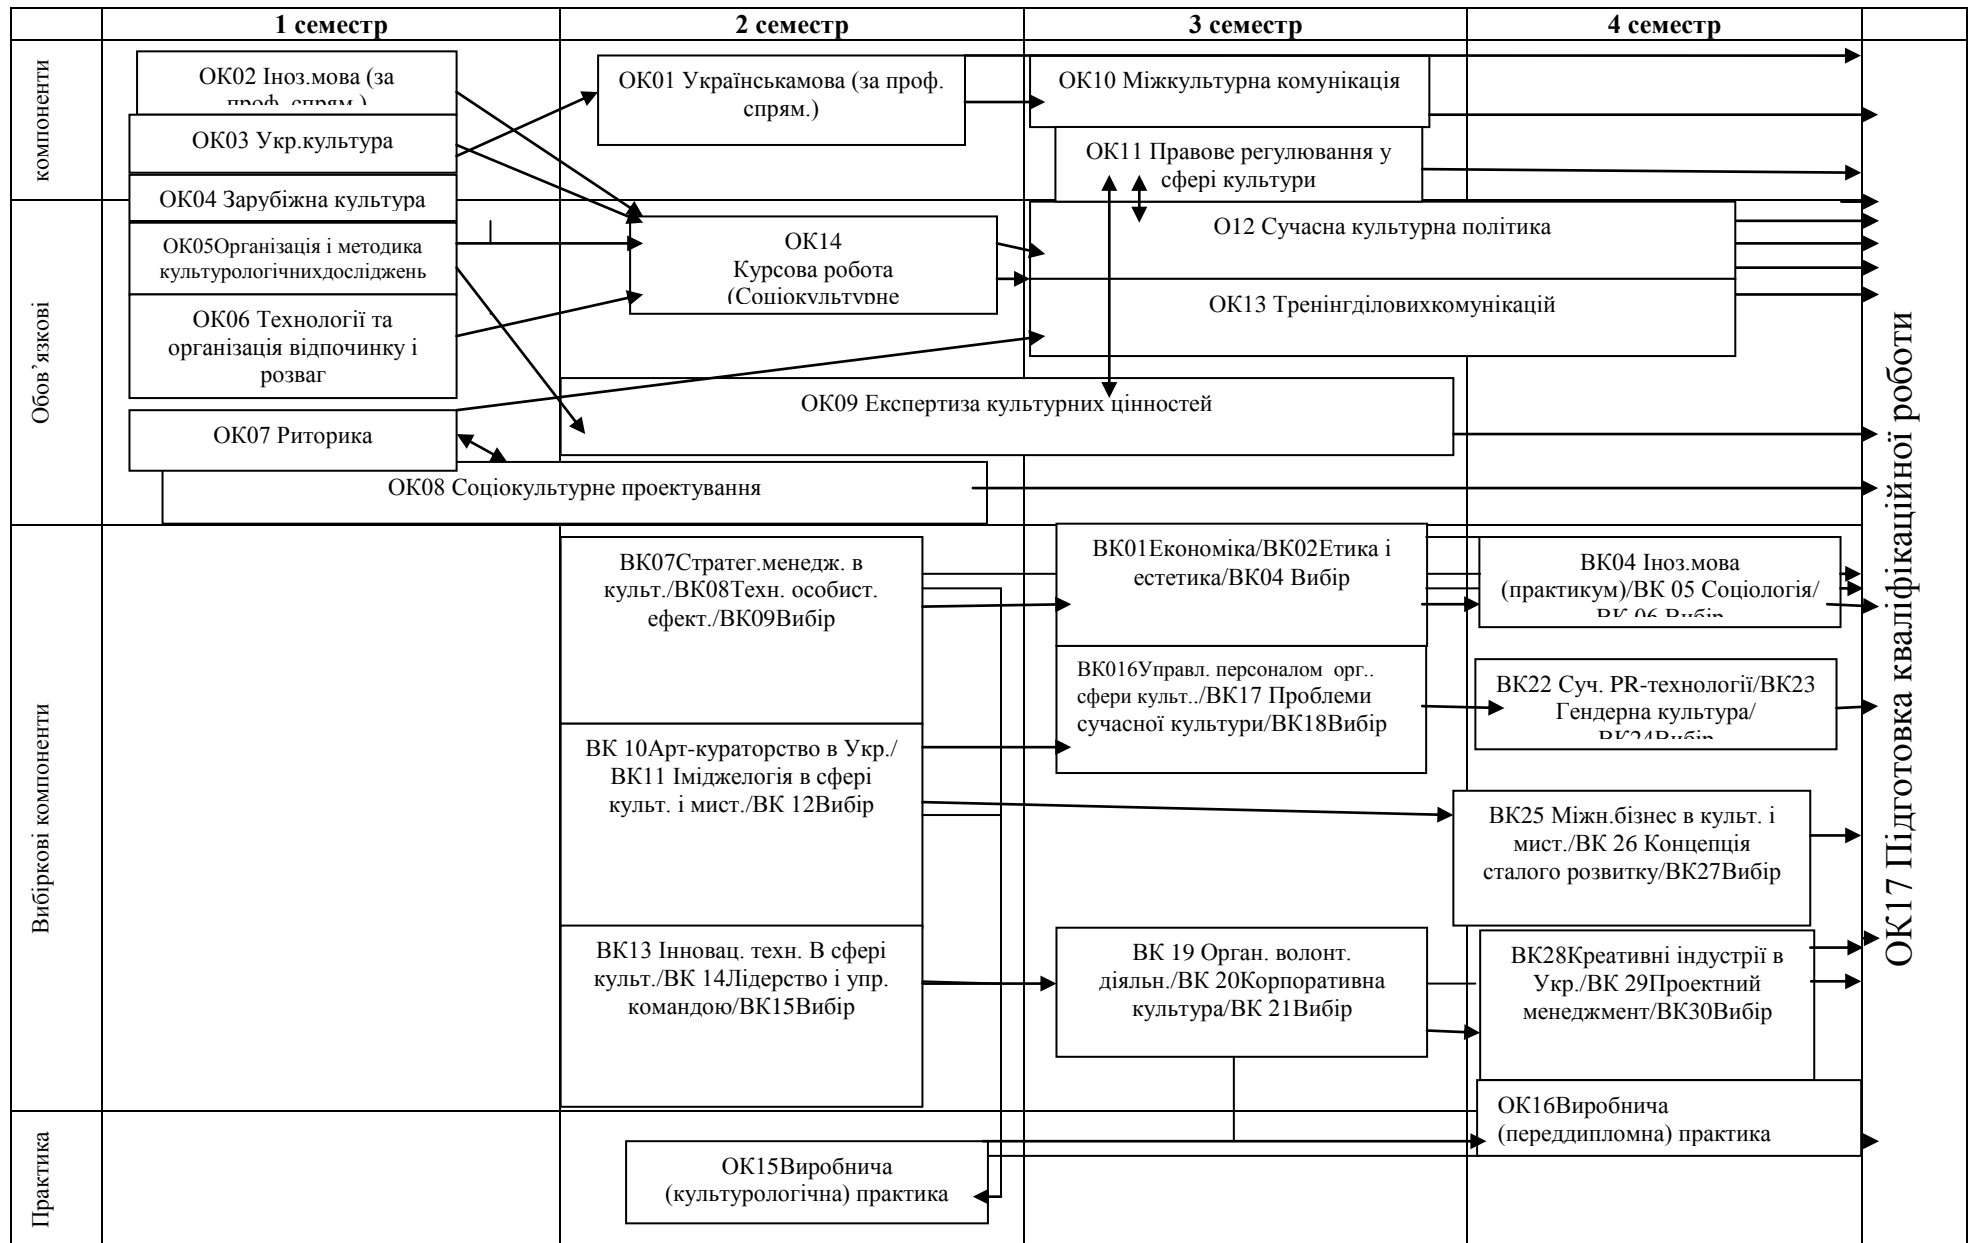 1 семестр
2 семестр
3 семестр
4 семестр
компоненти
Обов’язкові
ОК02 Іноз.мова (за
проф. спрям.)
ОК03 Укр.культура
ОК04 Зарубіжна культура
ОК05Організація і методика
культурологічнихдосліджень
ОК06 Технології та
організація відпочинку і
розваг
ОК07 Риторика
ОК08 Соціокультурне проектування
ОК01 Українськамова (за проф.
спрям.)
ОК14
Курсова робота
(Соціокультурне
ОК09 Експертиза культурних цінностей
ОК10 Міжкультурна комунікація
ОК11 Правове регулювання у
сфері культури
О12 Сучасна культурна політика
ОК13 Тренінгділовихкомунікацій
Вибіркові компоненти
ВК07Стратег.менедж. в
культ./ВК08Техн. особист.
ефект./ВК09Вибір
ВК 10Арт-кураторство в Укр./
ВК11 Іміджелогія в сфері
культ. і мист./ВК 12Вибір
ВК13 Інновац. техн. В сфері
культ./ВК 14Лідерство і упр.
командою/ВК15Вибір
ВК01Економіка/ВК02Етика і
естетика/ВК04 Вибір
ВК016Управл. персоналом орг..
сфери культ../ВК17 Проблеми
сучасної культури/ВК18Вибір
ВК 19 Орган. волонт.
діяльн./ВК 20Корпоративна
культура/ВК 21Вибір
ВК04 Іноз.мова
(практикум)/ВК 05 Соціологія/
ВК 06 Вибір
ВК22 Суч. PR-технології/ВК23
Гендерна культура/
ВК24Вибір
ВК25 Міжн.бізнес в культ. і
мист./ВК 26 Концепція
сталого розвитку/ВК27Вибір
ВК28Креативні індустрії в
Укр./ВК 29Проектний
менеджмент/ВК30Вибір
Практика
ОК15Виробнича
(культурологічна) практика
ОК16Виробнича
(переддипломна) практика
ОК17 Підготовка кваліфікаційної роботи